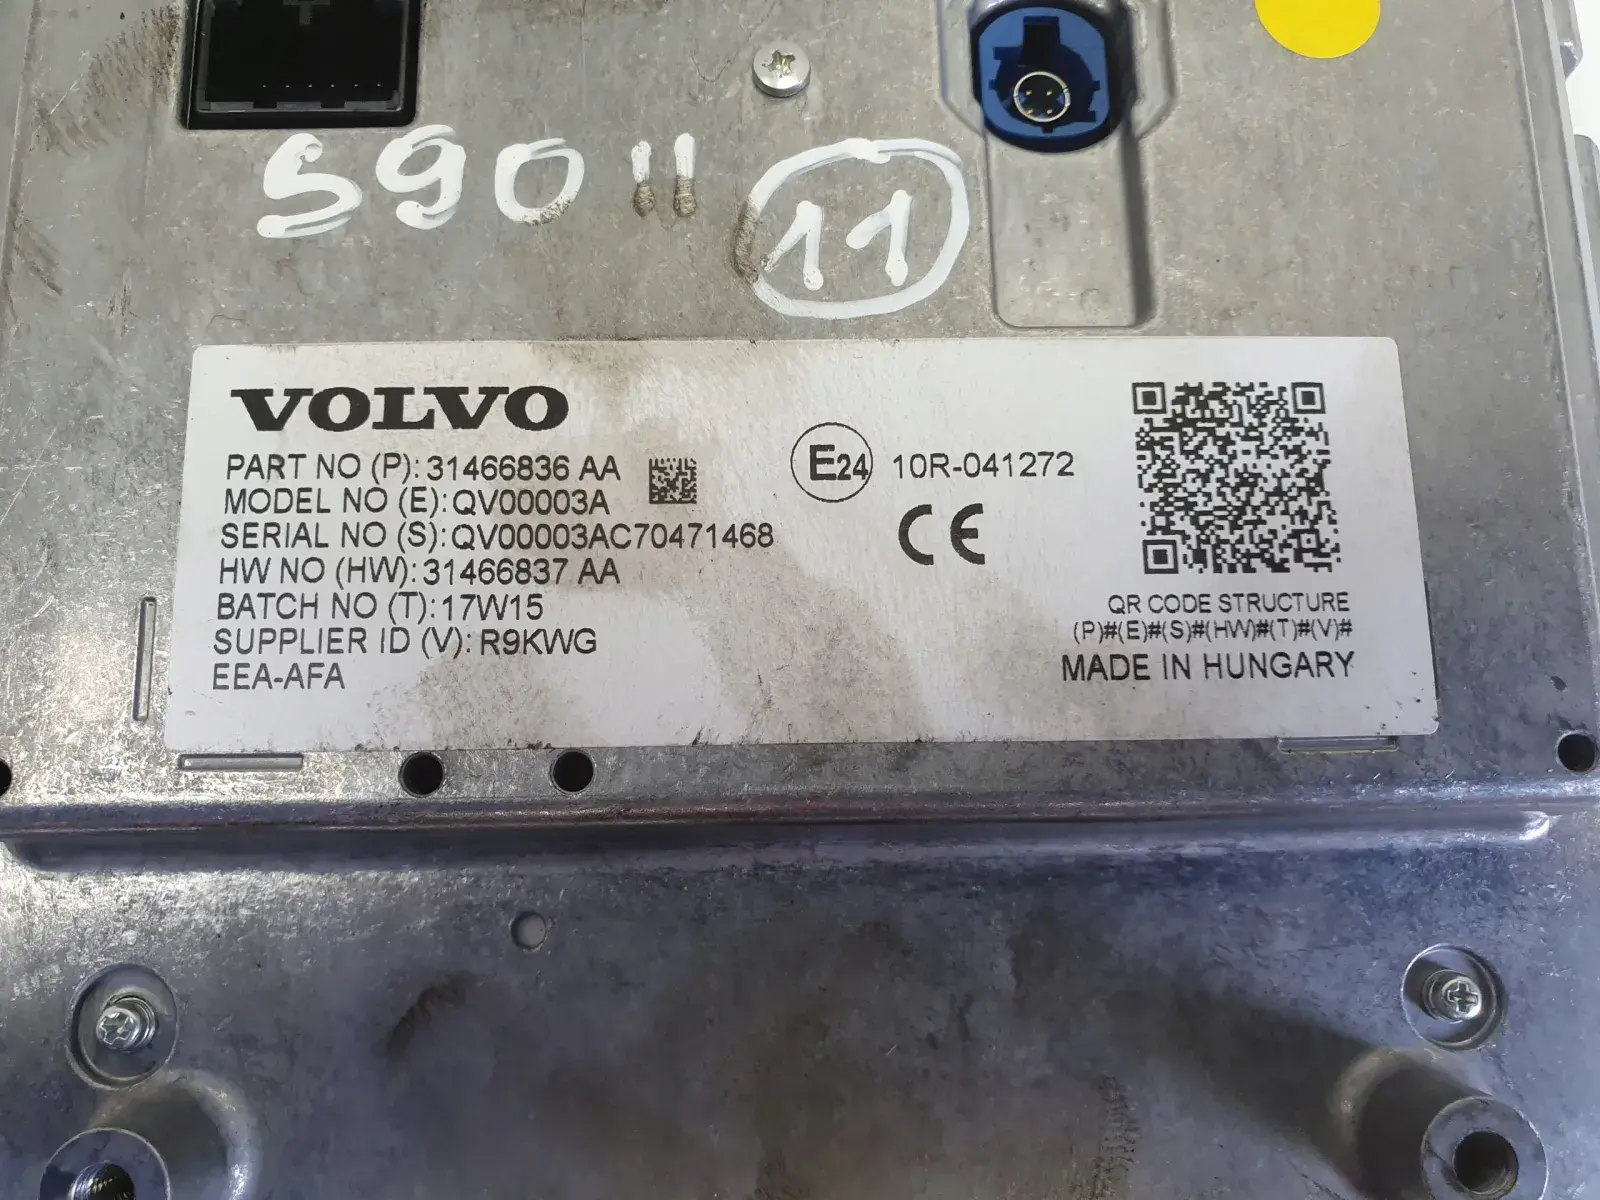 S90 "
11
VOLVO
PART NO (P): 31466836 AA
MODEL NO (E): QV00003A
SERIAL NO (S): QV00003AC70471468
HW NO (HW): 31466837 AA
BATCH NO (T): 17W15
SUPPLIER ID (V): R9KWG
EEA-AFA
E24 10R-041272
CE
QR CODE STRUCTURE
(P)#(E)#(S)#(HW)#(T)#(V)#
MADE IN HUNGARY